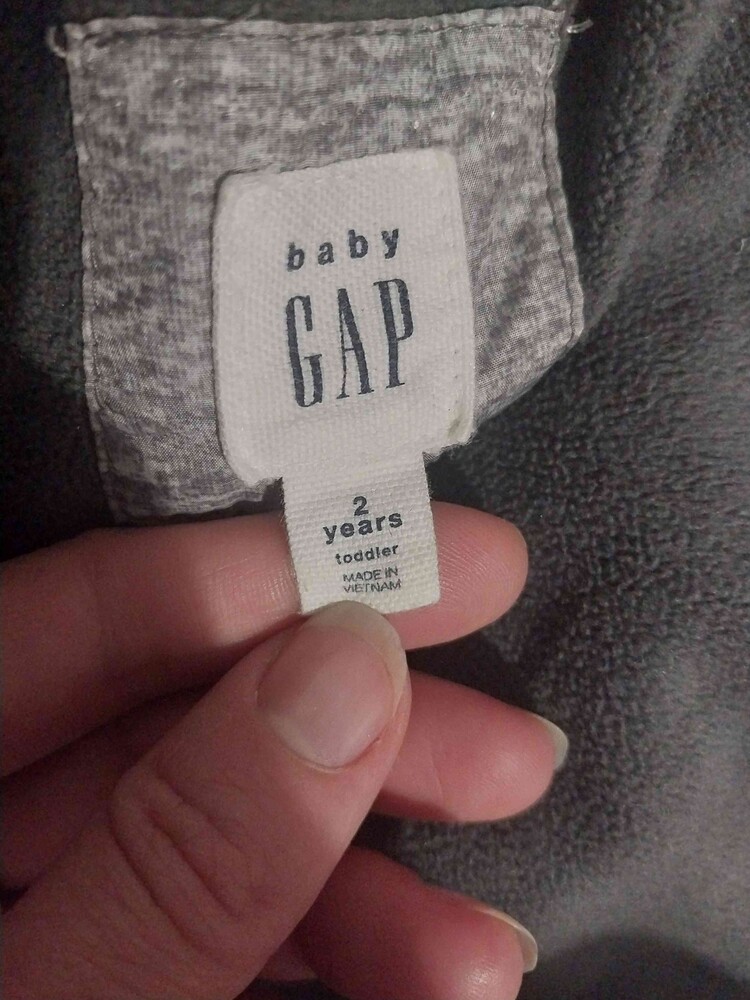 baby
GAP
2
years
toddler
MADE IN
VIETNAM